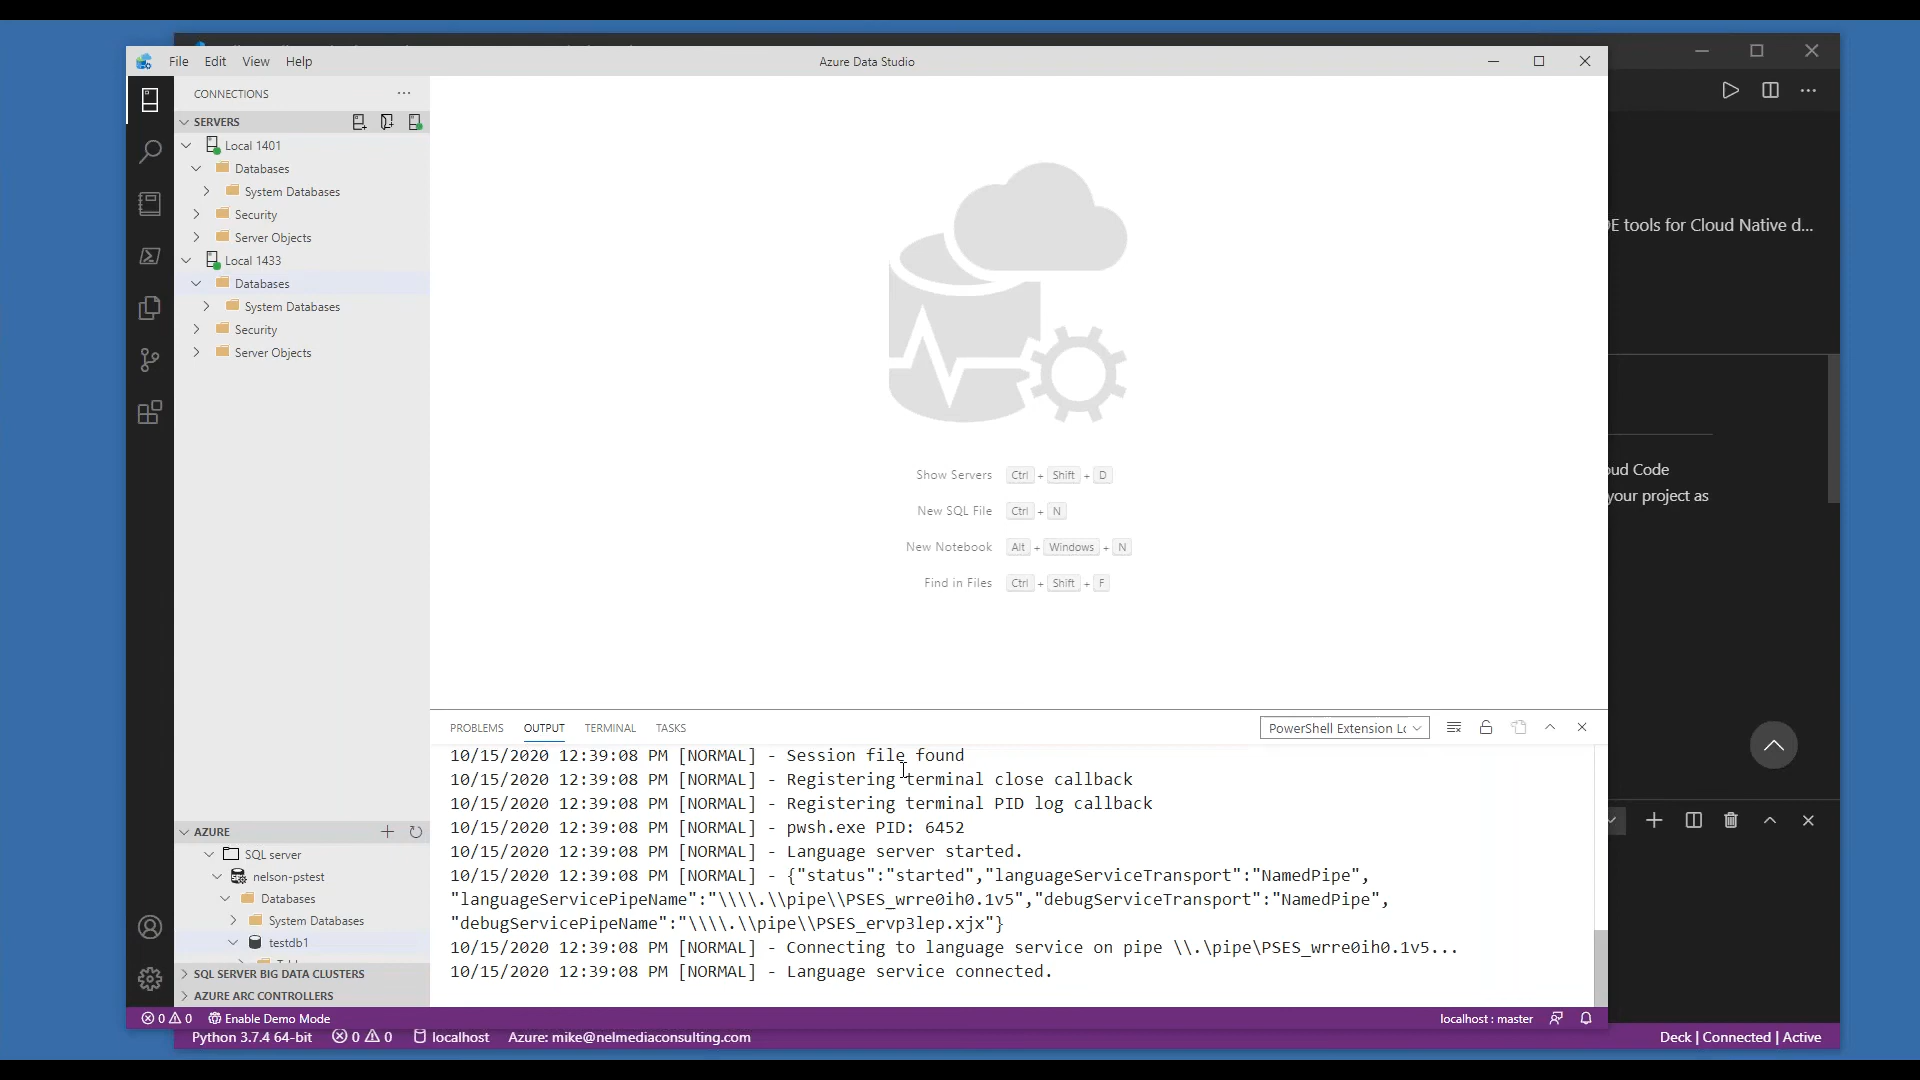 File Edit View Help
Azure Data Studio
CONNECTIONS
SERVERS
Local 1401
Databases
System Databases
Security
Server Objects
Local 1433
Databases
System Databases
Security
Server Objects
Show Servers Ctrl + Shift + D
New SQL File Ctrl + N
New Notebook Alt + Windows + N
Find in Files Ctrl + Shift + F
E tools for Cloud Native d...
oud Code
your project as
PROBLEMS OUTPUT TERMINAL TASKS
PowerShell Extension Lo
10/15/2020 12:39:08 PM [NORMAL] - Session file found
10/15/2020 12:39:08 PM [NORMAL] - Registering terminal close callback
10/15/2020 12:39:08 PM [NORMAL] - Registering terminal PID log callback
10/15/2020 12:39:08 PM [NORMAL] - pwsh.exe PID: 6452
10/15/2020 12:39:08 PM [NORMAL] - Language server started.
10/15/2020 12:39:08 PM [NORMAL] - {"status":"started","languageServiceTransport":"NamedPipe",
"languageServicePipeName":"\\\\.\\pipe\\PSES_wrre0ih0.1v5","debugServiceTransport":"NamedPipe",
"debugServicePipeName":"\\\\.\\pipe\\PSES_ervp3lep.xjx"}
10/15/2020 12:39:08 PM [NORMAL] - Connecting to language service on pipe \\.\pipe\PSES_wrre0ih0.1v5...
10/15/2020 12:39:08 PM [NORMAL] - Language service connected.
AZURE
SQL server
nelson-pstest
Databases
System Databases
testdb1
SQL SERVER BIG DATA CLUSTERS
AZURE ARC CONTROLLERS
0 0 Enable Demo Mode
localhost : master
Python 3.7.4 64-bit 0 0 localhost Azure: mike@nelmediaconsulting.com
Deck | Connected | Active